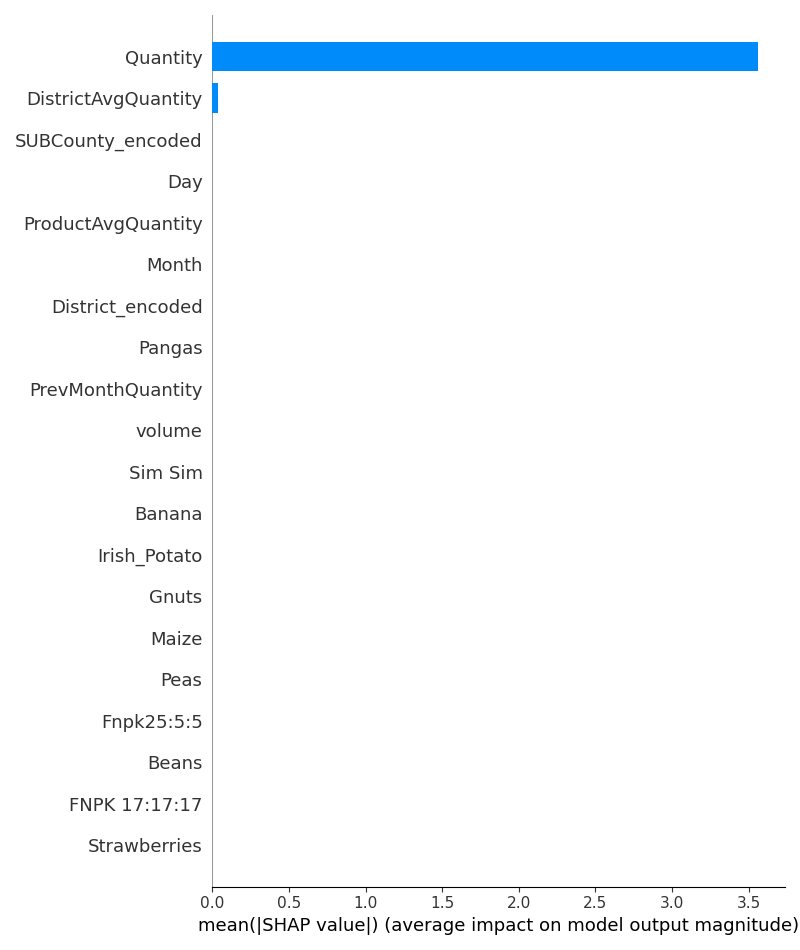 Quantity
DistrictAvgQuantity
SUBCounty_encoded
Day
ProductAvgQuantity
Month
District_encoded
Pangas
PrevMonthQuantity
volume
Sim Sim
Banana
Irish_Potato
Gnuts
Maize
Peas
Fnpk25:5:5
Beans
FNPK 17:17:17
Strawberries
0.0 0.5 1.0 1.5 2.0 2.5 3.0 3.5
mean(|SHAP value|) (average impact on model output magnitude)